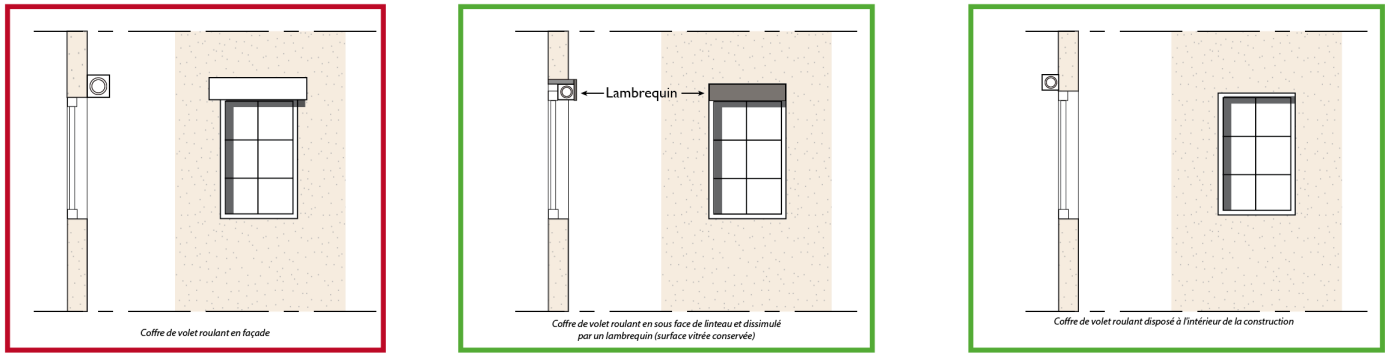 Coffre de volet roulant en façade
Lambrequin
Coffre de volet roulant en sous face de linteau et dissimulé
par un lambrequin (surface vitrée conservée)
Coffre de volet roulant disposé à l'intérieur de la construction